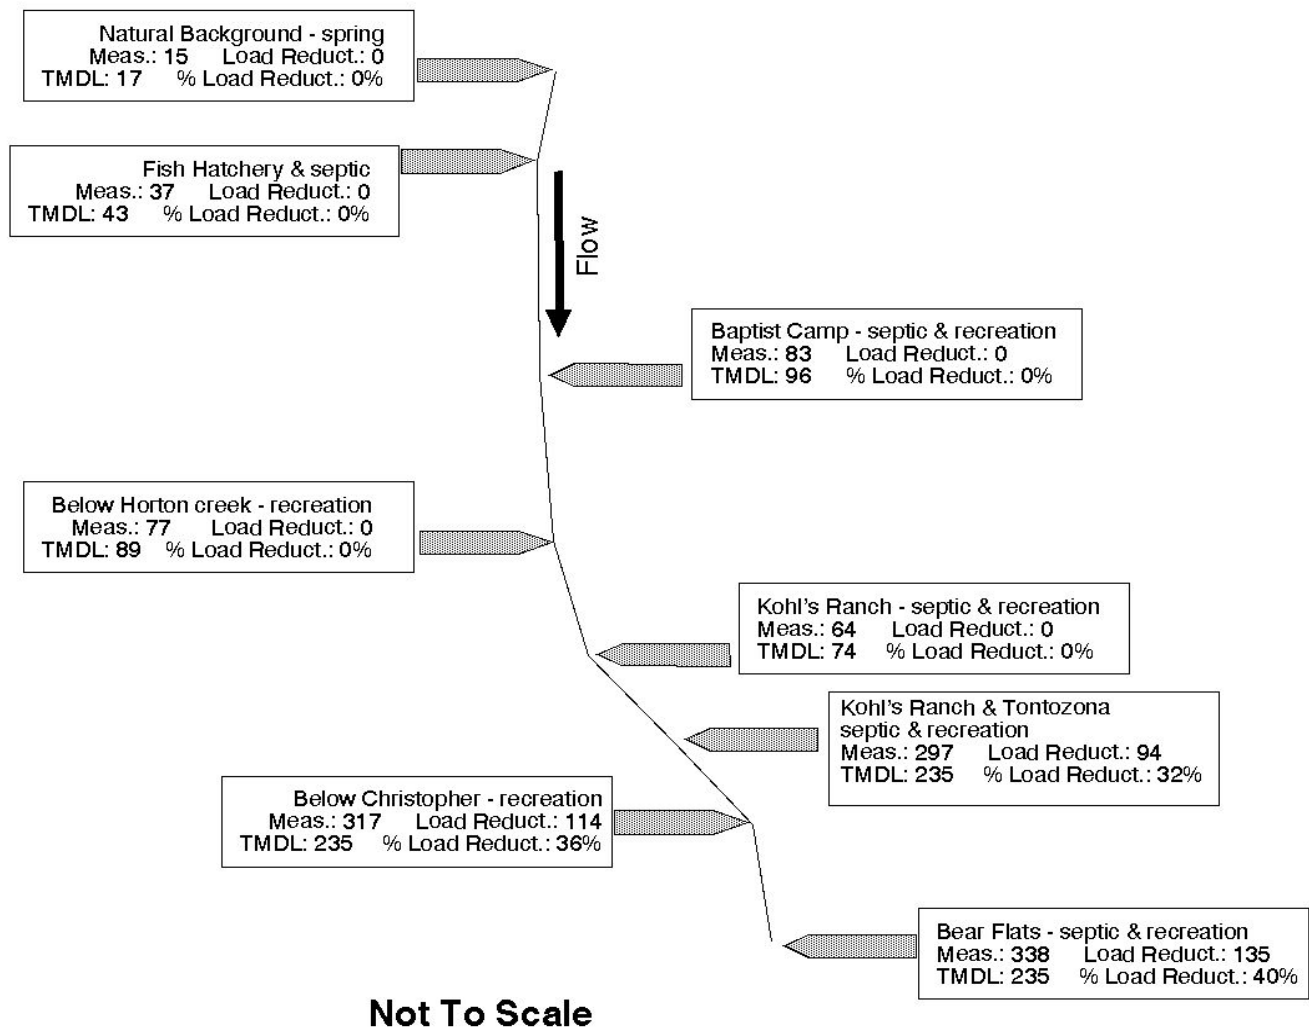 Natural Background - spring
Meas.: 15 Load Reduct.: 0
TMDL: 17 % Load Reduct.: 0%
Fish Hatchery & septic
Meas.: 37 Load Reduct.: 0
TMDL: 43 % Load Reduct.: 0%
Flow
Baptist Camp - septic & recreation
Meas.: 83 Load Reduct.: 0
TMDL: 96 % Load Reduct.: 0%
Below Horton creek - recreation
Meas.: 77 Load Reduct.: 0
TMDL: 89 % Load Reduct.: 0%
Kohl's Ranch - septic & recreation
Meas.: 64 Load Reduct.: 0
TMDL: 74 % Load Reduct.: 0%
Kohl's Ranch & Tontozona
septic & recreation
Meas.: 297 Load Reduct.: 94
TMDL: 235 % Load Reduct.: 32%
Below Christopher - recreation
Meas.: 317 Load Reduct.: 114
TMDL: 235 % Load Reduct.: 36%
Bear Flats - septic & recreation
Meas.: 338 Load Reduct.: 135
TMDL: 235 % Load Reduct.: 40%
Not To Scale